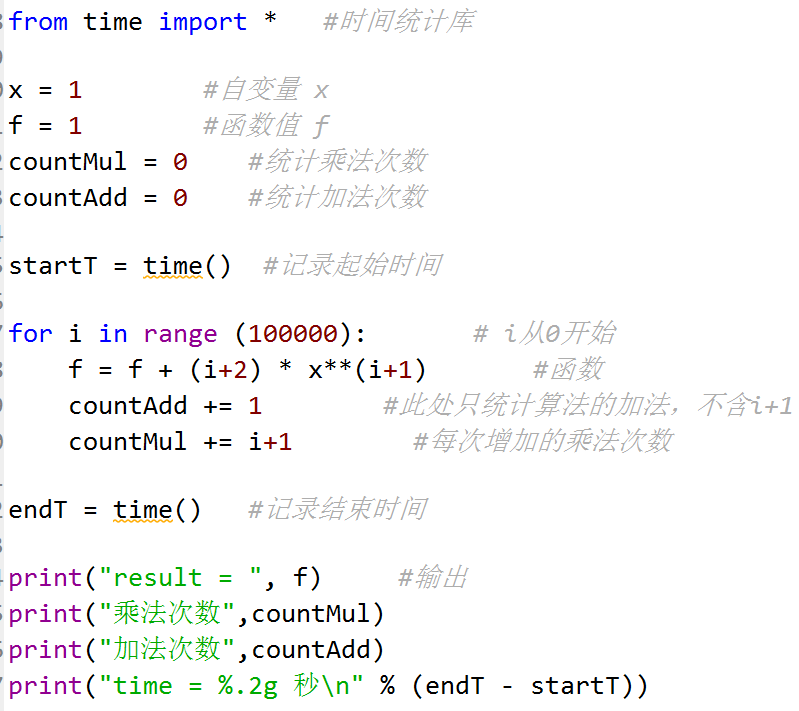 from time import *   #时间统计库
x = 1        #自变量 x
f = 1        #函数值 f
countMul = 0    #统计乘法次数
countAdd = 0    #统计加法次数
startT = time()  #记录起始时间
for i in range (100000):       # i从0开始
    f = f + (i+2) * x**(i+1)       #函数
    countAdd += 1        #此处只统计算法的加法，不含i+1
    countMul += i+1        #每次增加的乘法次数
endT = time()   #记录结束时间
print("result = ", f)     #输出
print("乘法次数",countMul)
print("加法次数",countAdd)
print("time = %.2g 秒\n" % (endT - startT))